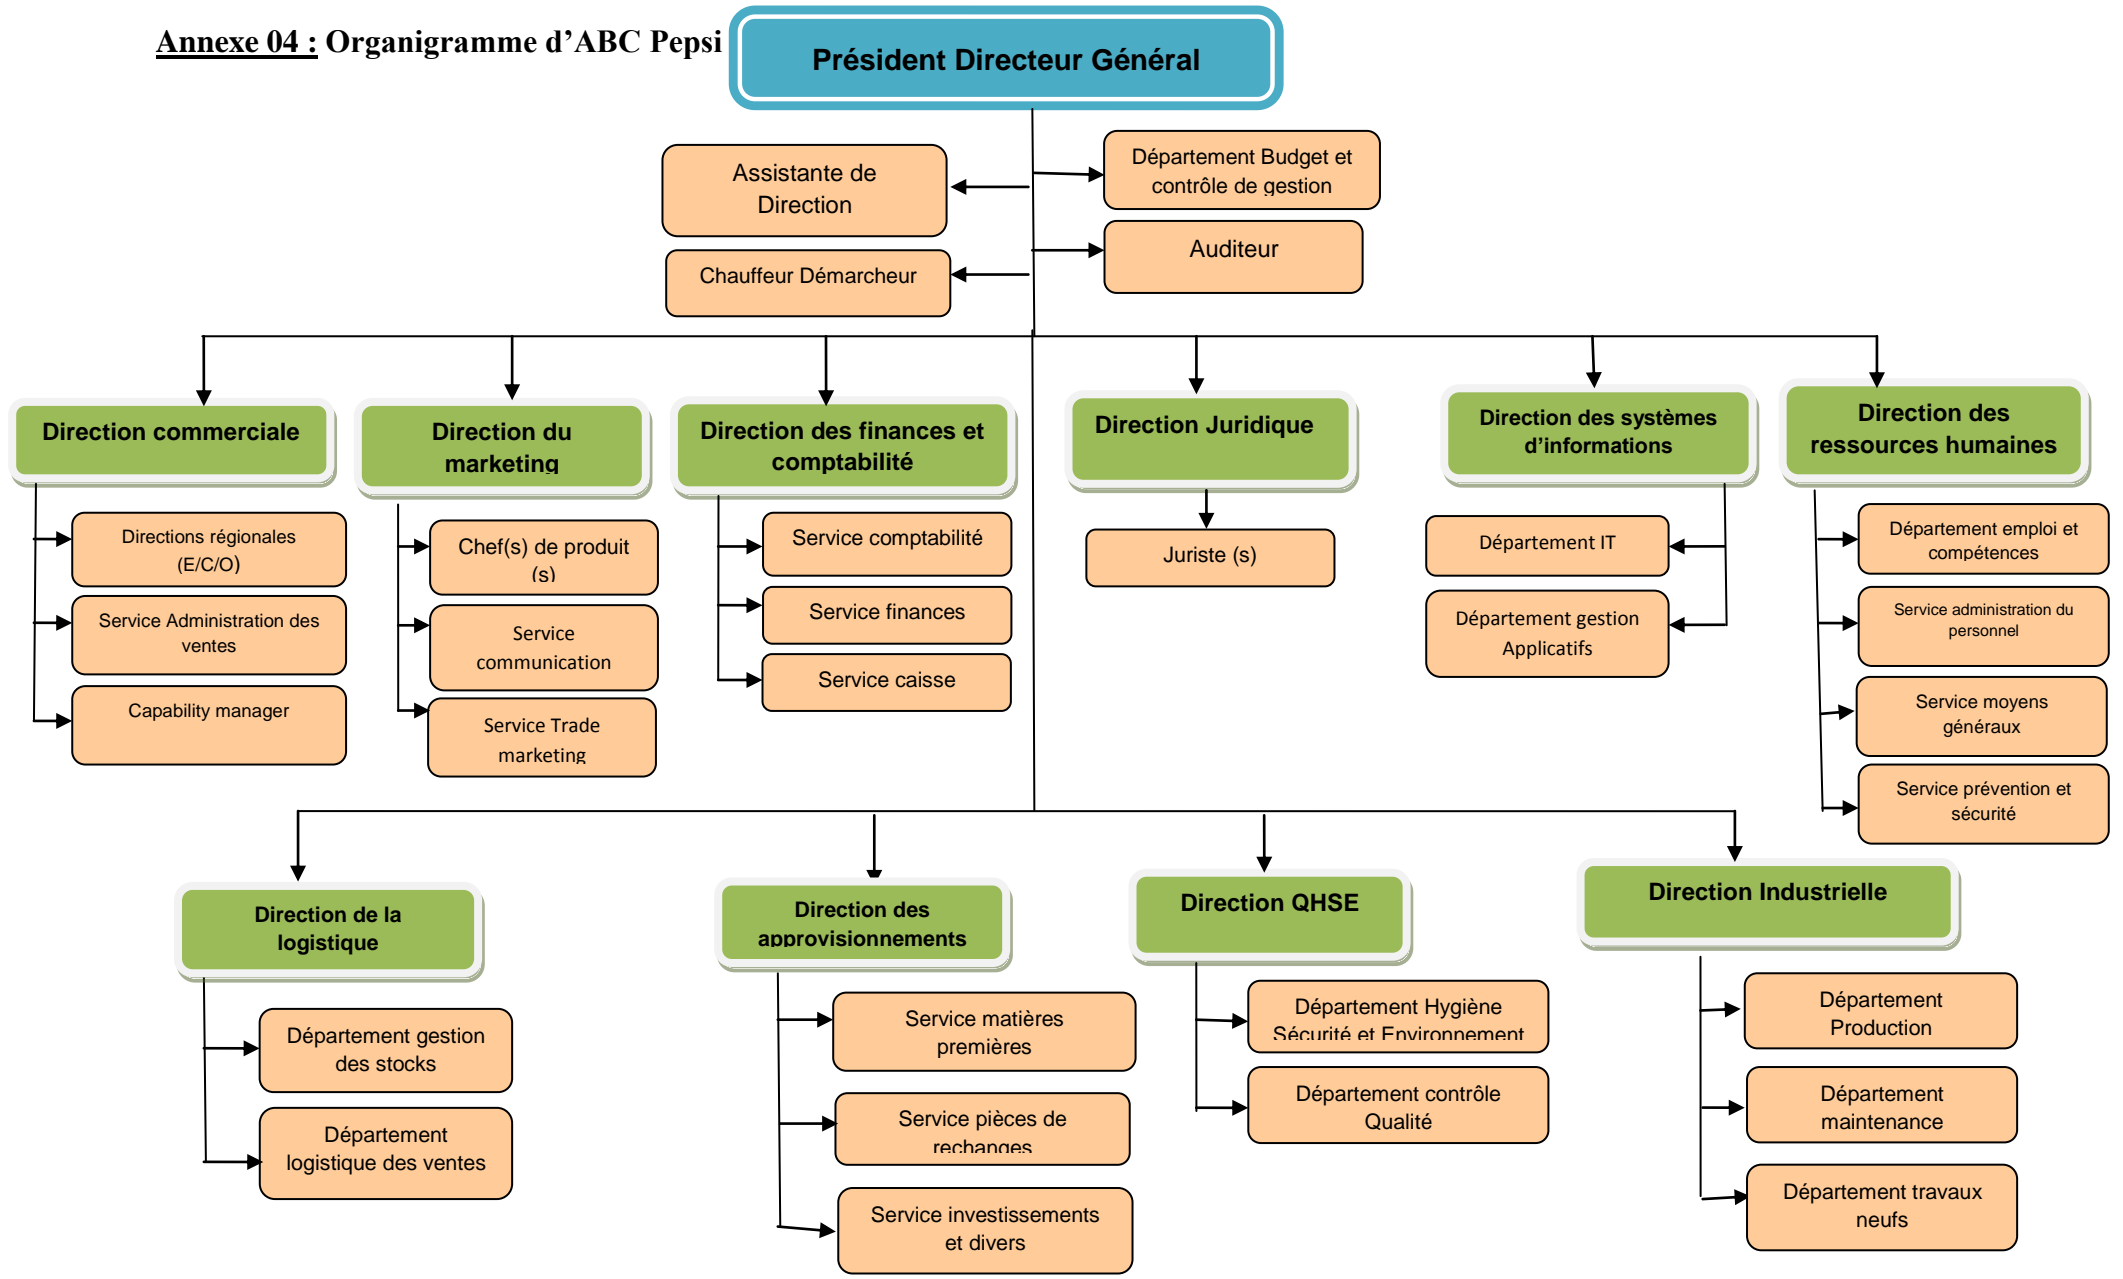 Annexe 04 : Organigramme d’ABC Pepsi
Président Directeur Général
Assistante de
Direction
Département Budget et
contrôle de gestion
Chauffeur Démarcheur
Auditeur
Direction commerciale
Directions régionales
(E/C/O)
Service Administration des
ventes
Capability manager
Direction du
marketing
Chef(s) de produit
(s)
Service
communication
Service Trade
marketing
Direction des finances et
comptabilité
Service comptabilité
Service finances
Service caisse
Direction Juridique
Juriste (s)
Direction des systèmes
d’informations
Département IT
Département gestion
Applicatifs
Direction des
ressources humaines
Département emploi et
compétences
Service administration du
personnel
Service moyens
généraux
Service prévention et
sécurité
Direction de la
logistique
Département gestion
des stocks
Département
logistique des ventes
Direction des
approvisionnements
Service matières
premières
Service pièces de
rechanges
Service investissements
et divers
Direction QHSE
Département Hygiène
Sécurité et Environnement
Département contrôle
Qualité
Direction Industrielle
Département
Production
Département
maintenance
Département travaux
neufs